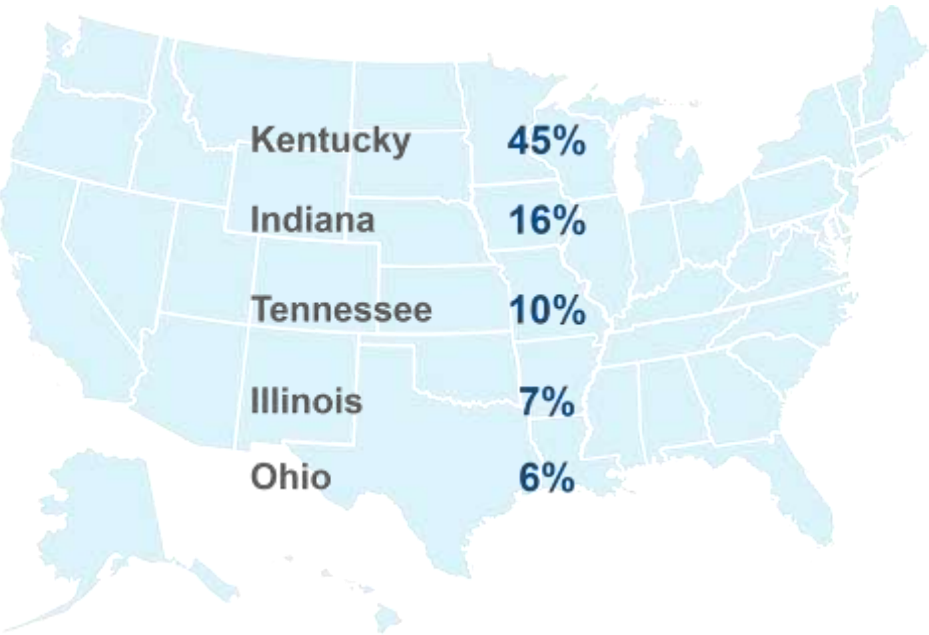 Kentucky 45%
Indiana 16%
Tennessee 10%
Illinois 7%
Ohio 6%